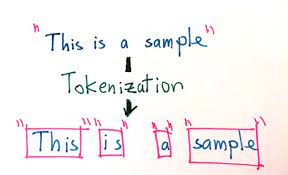 "This is a sample"
Tokenization
"This" "is" "a" "sample"